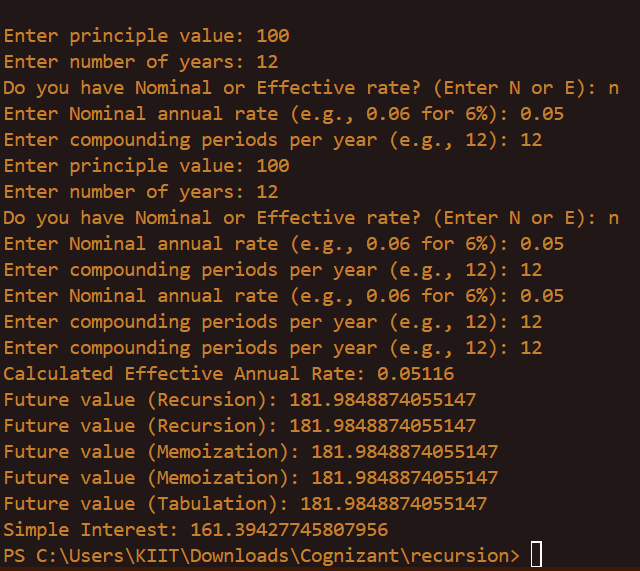 Enter principle value: 100
Enter number of years: 12
Do you have Nominal or Effective rate? (Enter N or E): n
Enter Nominal annual rate (e.g., 0.06 for 6%): 0.05
Enter compounding periods per year (e.g., 12): 12
Enter principle value: 100
Enter number of years: 12
Do you have Nominal or Effective rate? (Enter N or E): n
Enter Nominal annual rate (e.g., 0.06 for 6%): 0.05
Enter compounding periods per year (e.g., 12): 12
Enter Nominal annual rate (e.g., 0.06 for 6%): 0.05
Enter compounding periods per year (e.g., 12): 12
Enter compounding periods per year (e.g., 12): 12
Calculated Effective Annual Rate: 0.05116
Future value (Recursion): 181.9848874055147
Future value (Recursion): 181.9848874055147
Future value (Memoization): 181.9848874055147
Future value (Memoization): 181.9848874055147
Future value (Tabulation): 181.9848874055147
Simple Interest: 161.39427745807956
PS C:\Users\KIIT\Downloads\Cognizant\recursion>